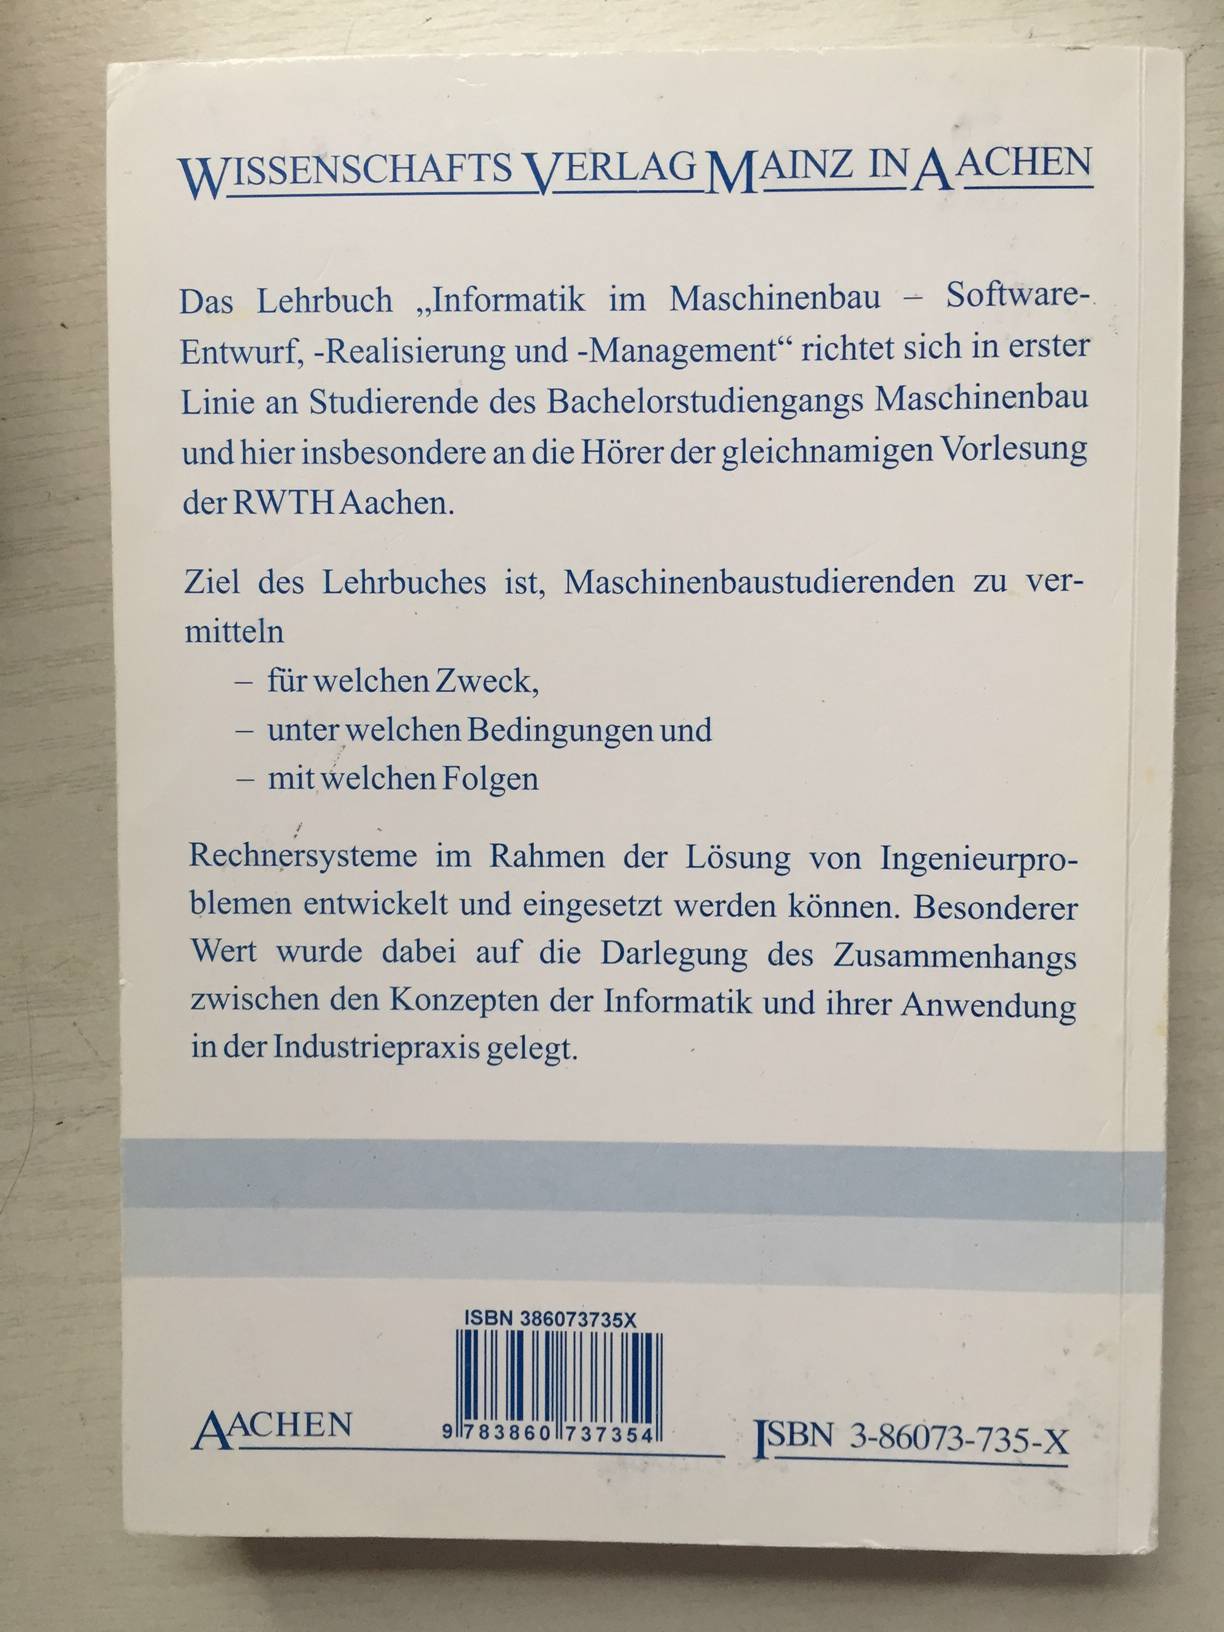 WISSENSCHAFTS VERLAG MAINZ IN AACHEN
Das Lehrbuch „Informatik im Maschinenbau – Software-
Entwurf, -Realisierung und -Management“ richtet sich in erster
Linie an Studierende des Bachelorstudiengangs Maschinenbau
und hier insbesondere an die Hörer der gleichnamigen Vorlesung
der RWTH Aachen.
Ziel des Lehrbuches ist, Maschinenbaustudierenden zu ver-
mitteln
– für welchen Zweck,
– unter welchen Bedingungen und
– mit welchen Folgen
Rechnersysteme im Rahmen der Lösung von Ingenieurpro-
blemen entwickelt und eingesetzt werden können. Besonderer
Wert wurde dabei auf die Darlegung des Zusammenhangs
zwischen den Konzepten der Informatik und ihrer Anwendung
in der Industriepraxis gelegt.
ISBN 386073735X
9 783860 737354
AACHEN
ISBN 3-86073-735-X